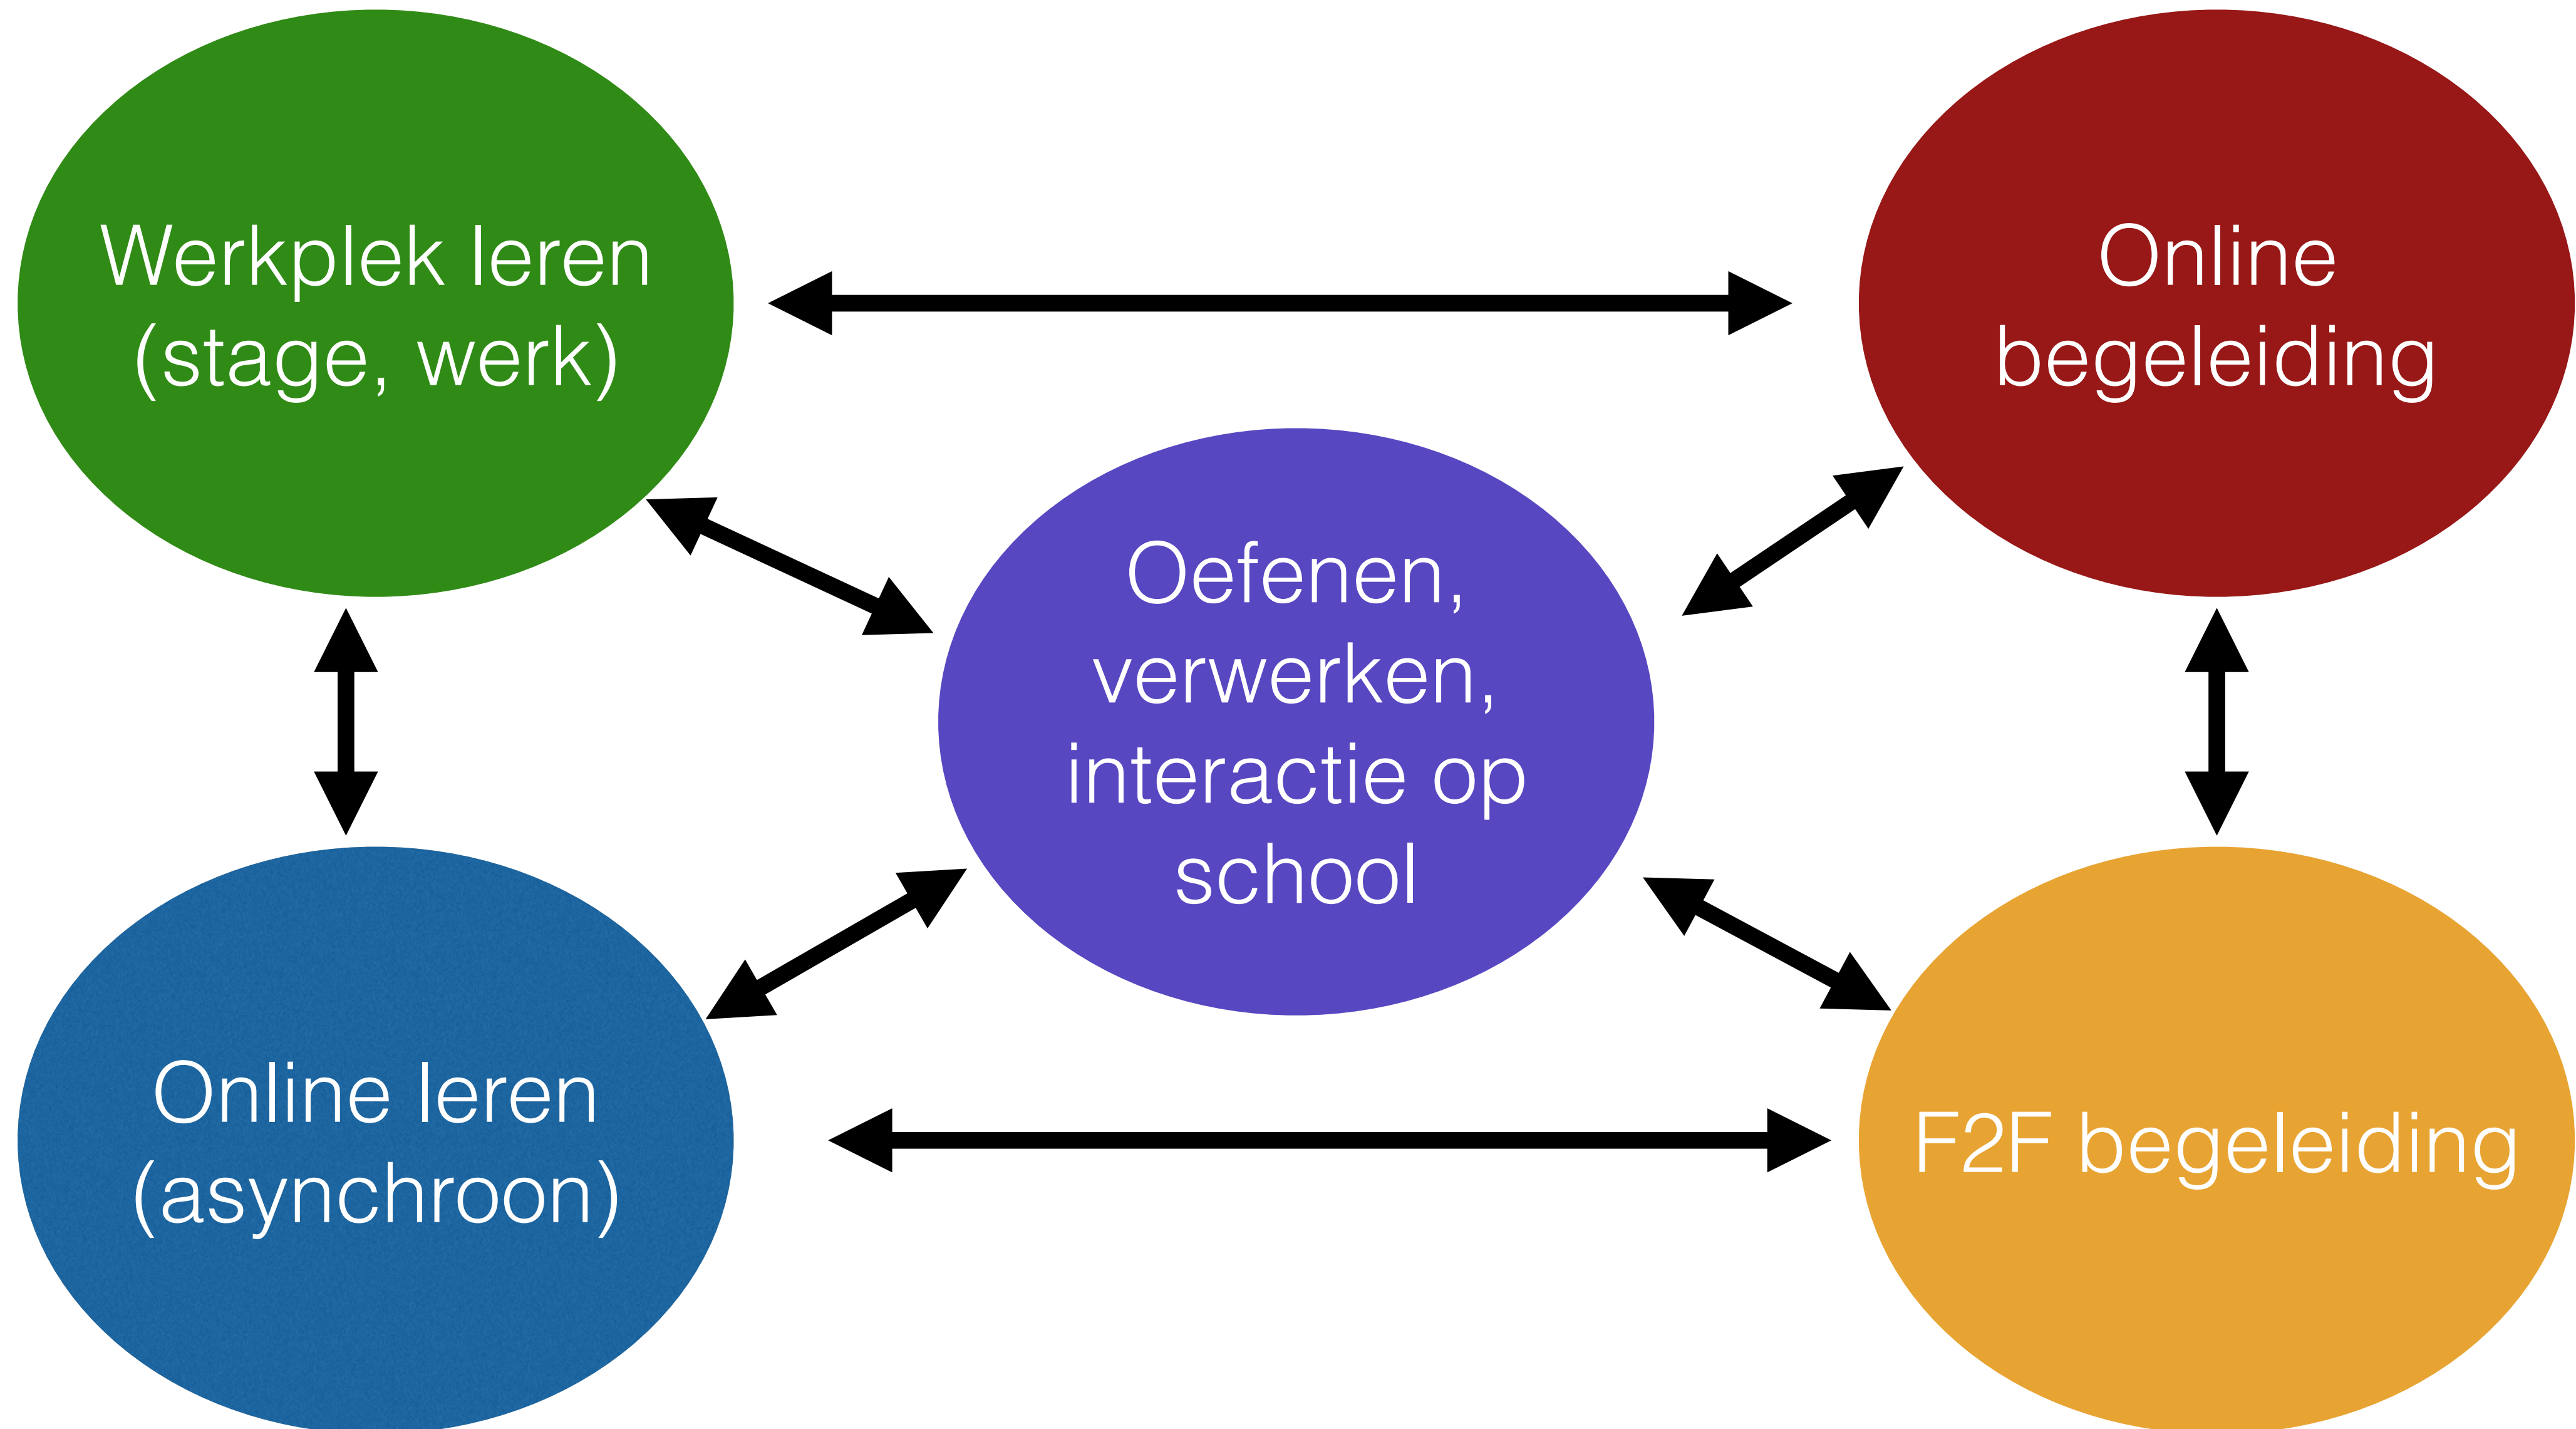 Werkplek leren
(stage, werk)
Online
begeleiding
Oefenen,
verwerken,
interactie op
school
Online leren
(asynchroon)
F2F begeleiding